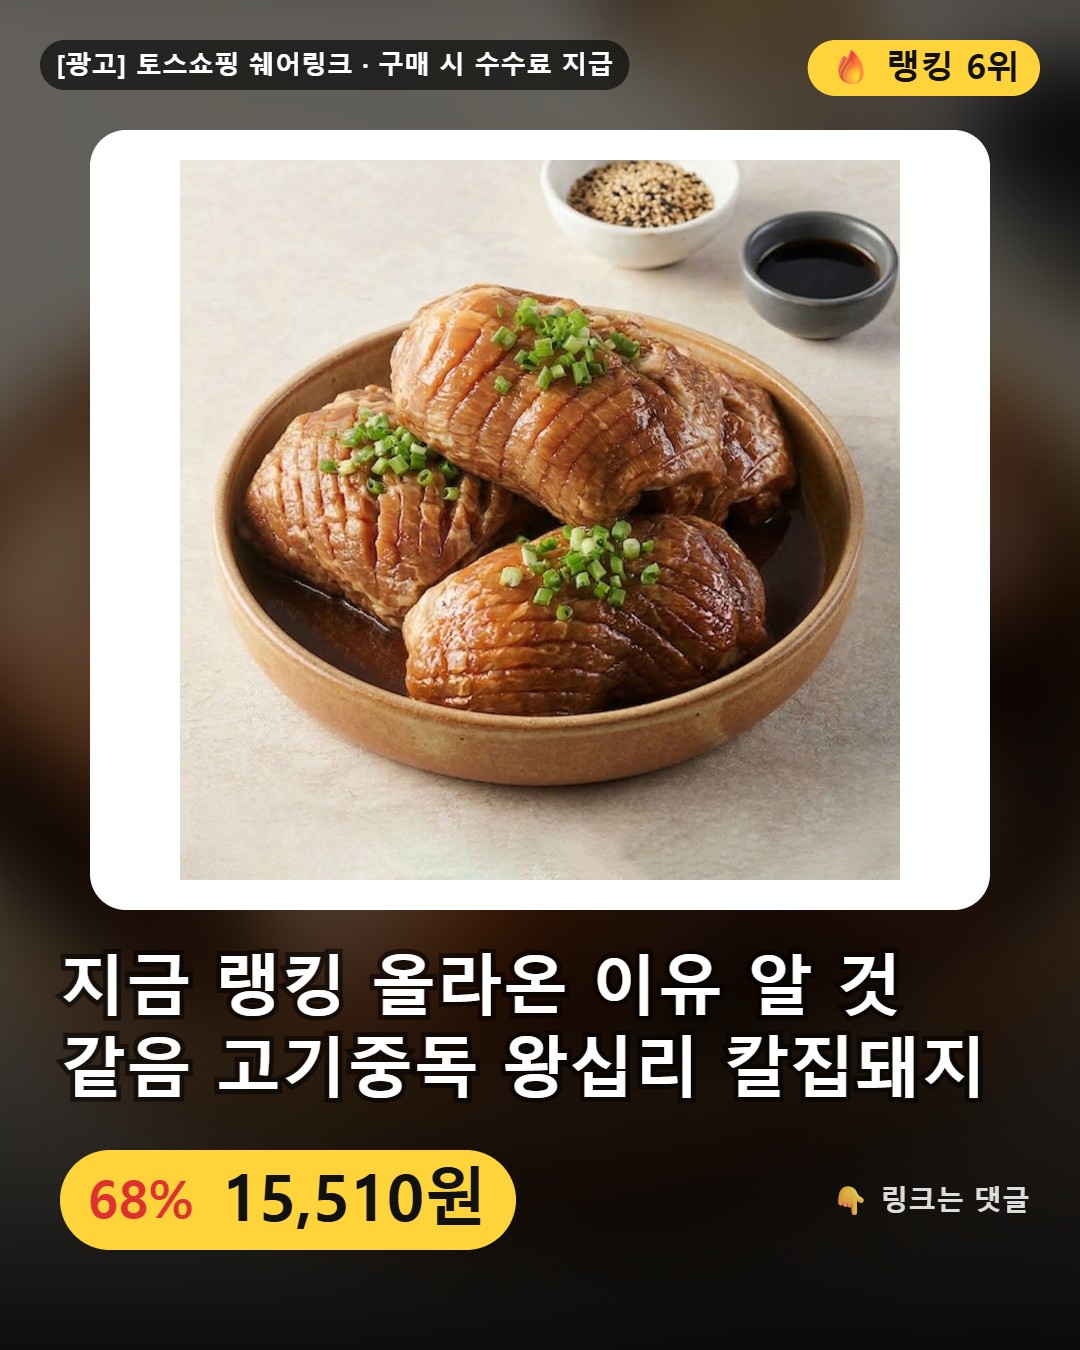 [광고] 토스쇼핑 쉐어링크 · 구매 시 수수료 지급
🔥 랭킹 6위
지금 랭킹 올라온 이유 알 것
같음 고기중독 왕십리 칼집돼지
68% 15,510원
👇 링크는 댓글